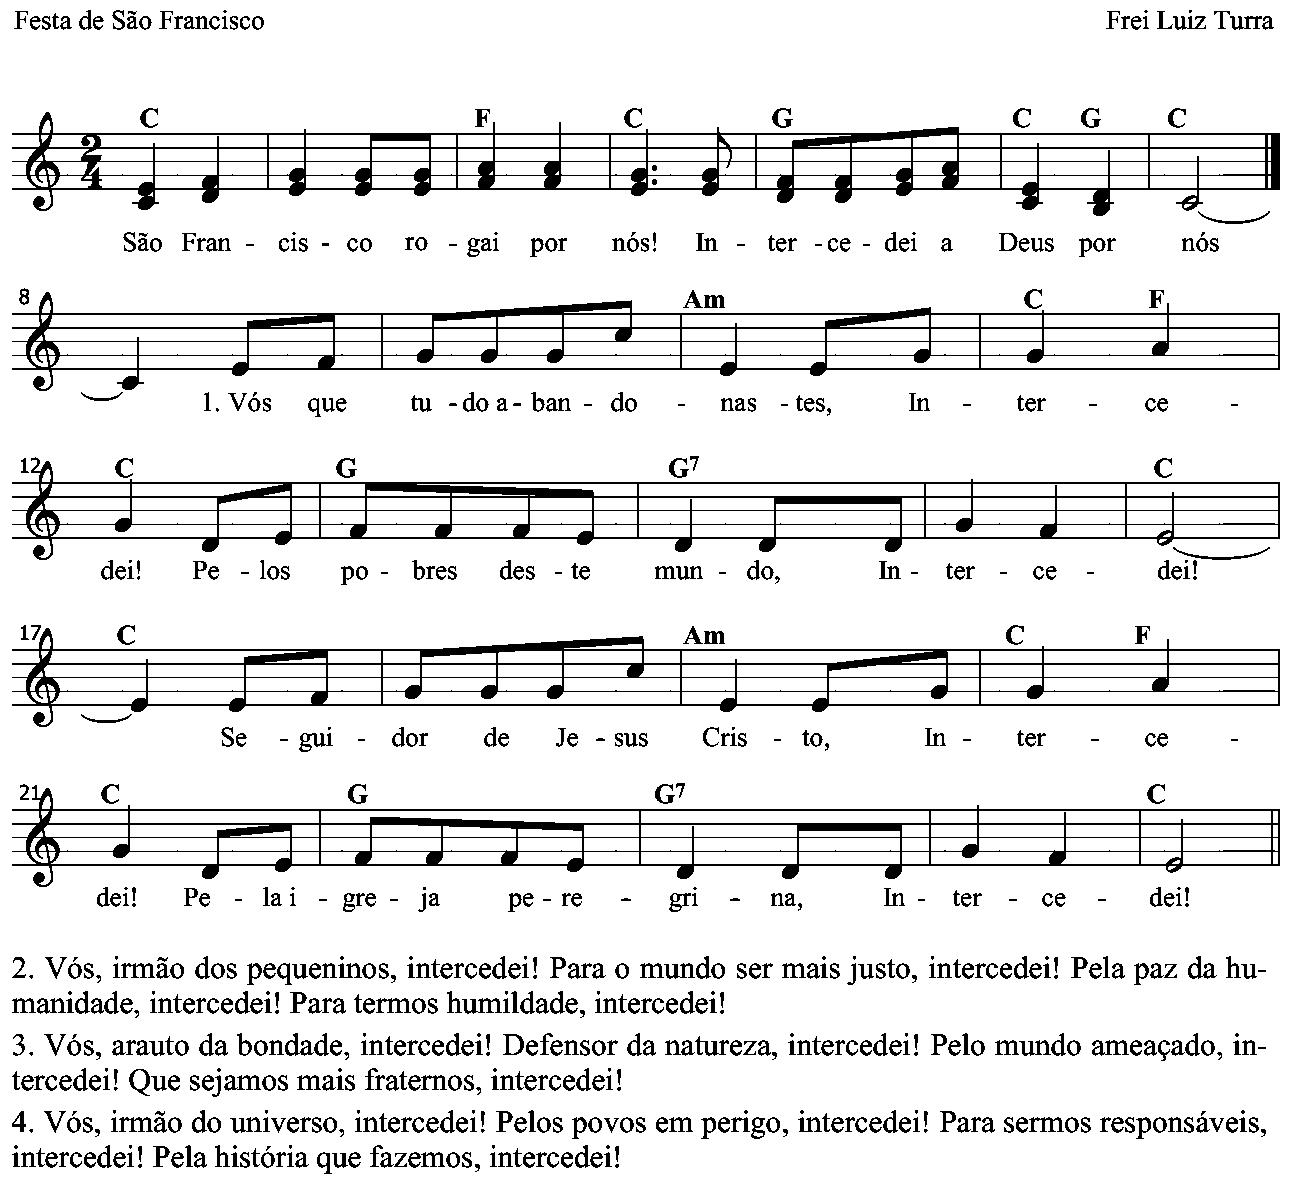 Festa de São Francisco Frei Luiz Turra
C F C G C G C
2
4
São Fran - cis - co ro - gai por nós! In - ter - ce - dei a Deus por nós
8 Am C F
1. Vós que tu - do a - ban - do - nas - tes, In - ter - ce -
12 C G G7 C
dei! Pe - los po - bres des - te mun - do, In - ter - ce - dei!
17 C Am C F
Se - gui - dor de Je - sus Cris - to, In - ter - ce -
21 C G G7 C
dei! Pe - la i - gre - ja pe - re - gri - na, In - ter - ce - dei!
2. Vós, irmão dos pequeninos, intercedei! Para o mundo ser mais justo, intercedei! Pela paz da hu-
manidade, intercedei! Para termos humildade, intercedei!
3. Vós, arauto da bondade, intercedei! Defensor da natureza, intercedei! Pelo mundo ameaçado, in-
tercedei! Que sejamos mais fraternos, intercedei!
4. Vós, irmão do universo, intercedei! Pelos povos em perigo, intercedei! Para sermos responsáveis,
intercedei! Pela história que fazemos, intercedei!